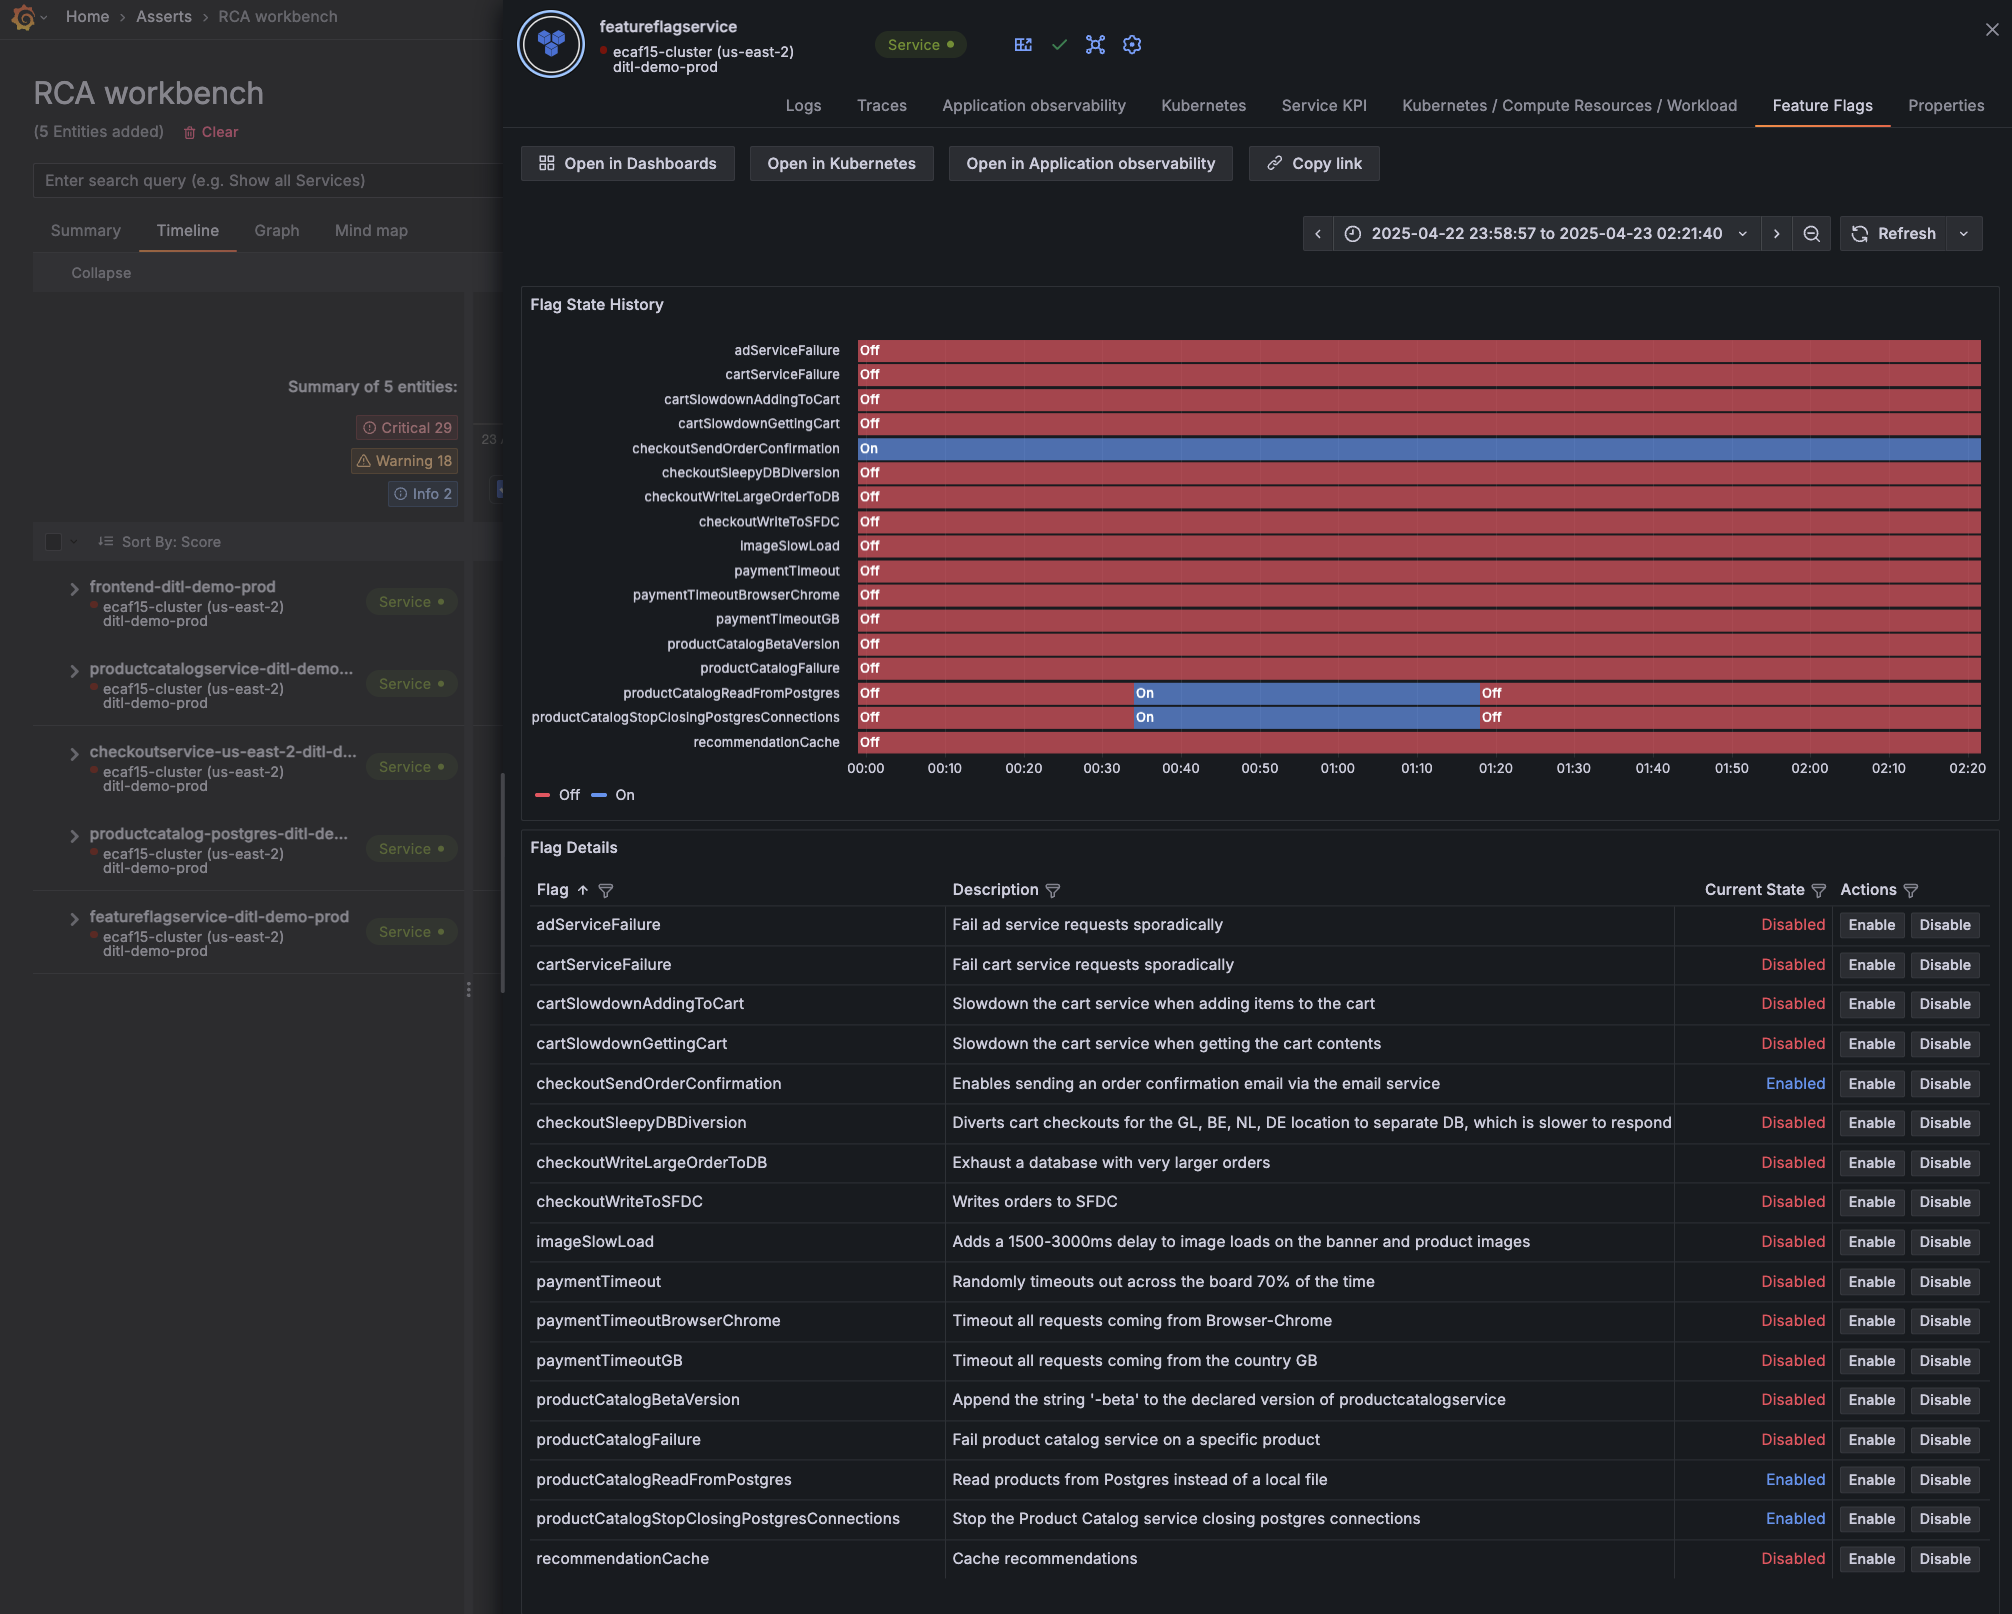 Home › Asserts › RCA workbench
RCA workbench
(5 Entities added) Clear
Enter search query (e.g. Show all Services)
Summary Timeline Graph Mind map
Collapse
Summary of 5 entities:
Critical 29
23
Warning 18
Info 2
Sort By: Score
frontend-ditl-demo-prod
ecaf15-cluster (us-east-2)
ditl-demo-prod
Service
productcatalogservice-ditl-demo...
ecaf15-cluster (us-east-2)
ditl-demo-prod
Service
checkoutservice-us-east-2-ditl-d...
ecaf15-cluster (us-east-2)
ditl-demo-prod
Service
productcatalog-postgres-ditl-de...
ecaf15-cluster (us-east-2)
ditl-demo-prod
Service
featureflagservice-ditl-demo-prod
ecaf15-cluster (us-east-2)
ditl-demo-prod
Service
featureflagservice
ecaf15-cluster (us-east-2)
ditl-demo-prod
Service
Logs Traces Application observability Kubernetes Service KPI Kubernetes / Compute Resources / Workload Feature Flags Properties
Open in Dashboards Open in Kubernetes Open in Application observability Copy link
2025-04-22 23:58:57 to 2025-04-23 02:21:40 Refresh
Flag State History
adServiceFailure Off
cartServiceFailure Off
cartSlowdownAddingToCart Off
cartSlowdownGettingCart Off
checkoutSendOrderConfirmation On
checkoutSleepyDBDiversion Off
checkoutWriteLargeOrderToDB Off
checkoutWriteToSFDC Off
imageSlowLoad Off
paymentTimeout Off
paymentTimeoutBrowserChrome Off
paymentTimeoutGB Off
productCatalogBetaVersion Off
productCatalogFailure Off
productCatalogReadFromPostgres Off On Off
productCatalogStopClosingPostgresConnections Off On Off
recommendationCache Off
00:00 00:10 00:20 00:30 00:40 00:50 01:00 01:10 01:20 01:30 01:40 01:50 02:00 02:10 02:20
Off On
Flag Details
Flag Description Current State Actions
adServiceFailure Fail ad service requests sporadically Disabled Enable Disable
cartServiceFailure Fail cart service requests sporadically Disabled Enable Disable
cartSlowdownAddingToCart Slowdown the cart service when adding items to the cart Disabled Enable Disable
cartSlowdownGettingCart Slowdown the cart service when getting the cart contents Disabled Enable Disable
checkoutSendOrderConfirmation Enables sending an order confirmation email via the email service Enabled Enable Disable
checkoutSleepyDBDiversion Diverts cart checkouts for the GL, BE, NL, DE location to separate DB, which is slower to respond Disabled Enable Disable
checkoutWriteLargeOrderToDB Exhaust a database with very larger orders Disabled Enable Disable
checkoutWriteToSFDC Writes orders to SFDC Disabled Enable Disable
imageSlowLoad Adds a 1500-3000ms delay to image loads on the banner and product images Disabled Enable Disable
paymentTimeout Randomly timeouts out across the board 70% of the time Disabled Enable Disable
paymentTimeoutBrowserChrome Timeout all requests coming from Browser-Chrome Disabled Enable Disable
paymentTimeoutGB Timeout all requests coming from the country GB Disabled Enable Disable
productCatalogBetaVersion Append the string '-beta' to the declared version of productcatalogservice Disabled Enable Disable
productCatalogFailure Fail product catalog service on a specific product Disabled Enable Disable
productCatalogReadFromPostgres Read products from Postgres instead of a local file Enabled Enable Disable
productCatalogStopClosingPostgresConnections Stop the Product Catalog service closing postgres connections Enabled Enable Disable
recommendationCache Cache recommendations Disabled Enable Disable